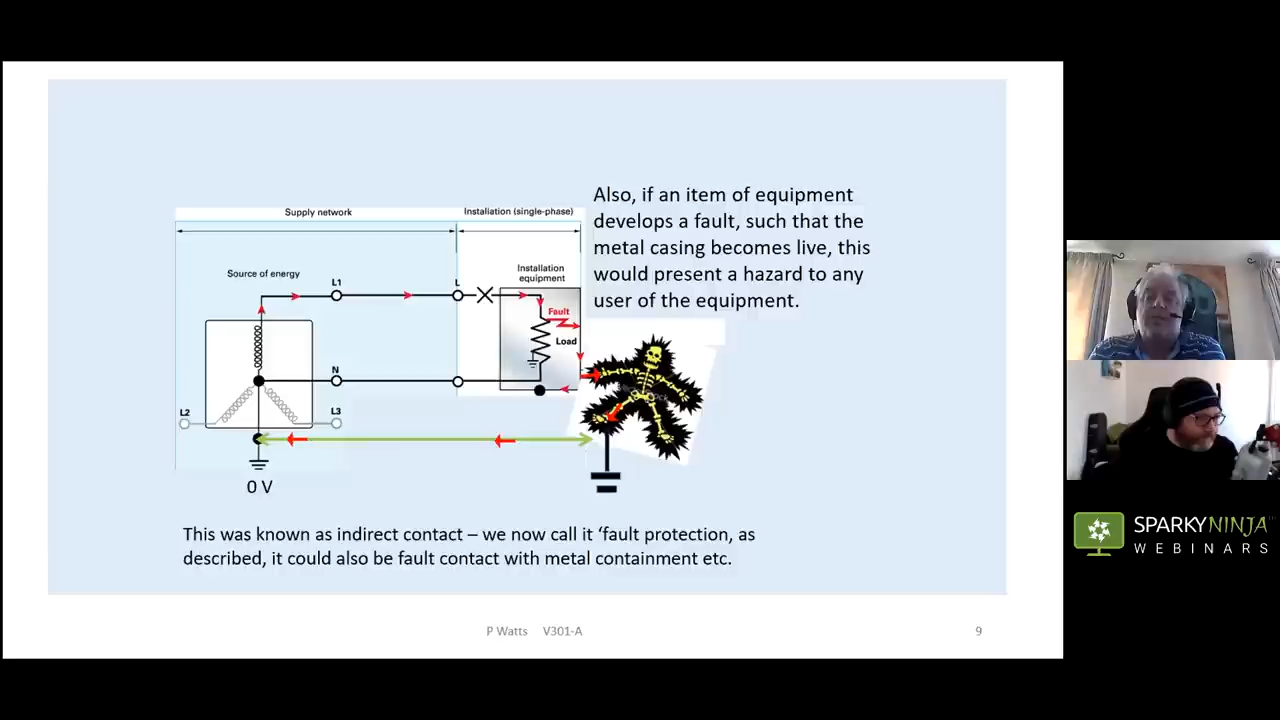 Also, if an item of equipment
develops a fault, such that the
metal casing becomes live, this
would present a hazard to any
user of the equipment.
Supply network
Installation (single-phase)
Source of energy
Installation
equipment
L1
L
Fault
Load
N
L2
L3
0 V
This was known as indirect contact – we now call it ‘fault protection, as
described, it could also be fault contact with metal containment etc.
P Watts V301-A
9
SPARKYNINJA
WEBINARS